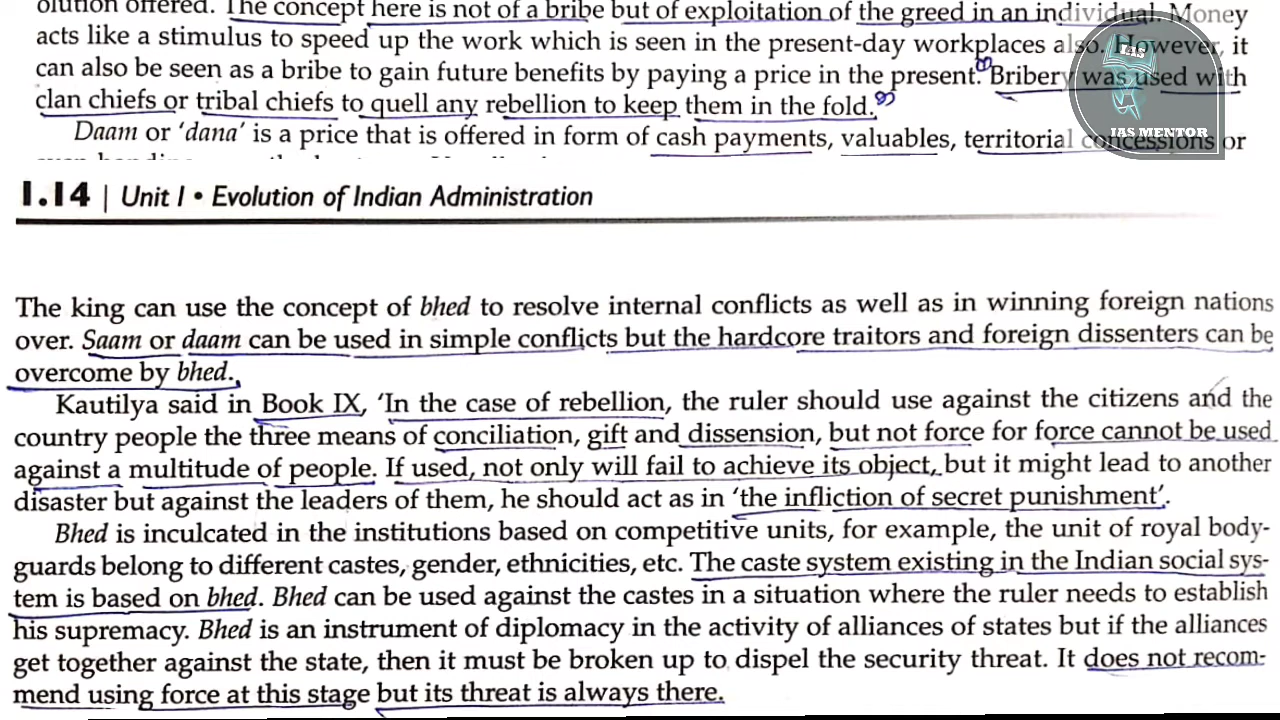 olution offered. The concept here is not of a bribe but of exploitation of the greed in an individual. Money
acts like a stimulus to speed up the work which is seen in the present-day workplaces also. However, it
can also be seen as a bribe to gain future benefits by paying a price in the present. Bribery was used with
clan chiefs or tribal chiefs to quell any rebellion to keep them in the fold.
Daam or ‘dana’ is a price that is offered in form of cash payments, valuables, territorial concessions or
IAS
IAS MENTOR
1.14 | Unit I • Evolution of Indian Administration
The king can use the concept of bhed to resolve internal conflicts as well as in winning foreign nations
over. Saam or daam can be used in simple conflicts but the hardcore traitors and foreign dissenters can be
overcome by bhed.
Kautilya said in Book IX, ‘In the case of rebellion, the ruler should use against the citizens and the
country people the three means of conciliation, gift and dissension, but not force for force cannot be used
against a multitude of people. If used, not only will fail to achieve its object, but it might lead to another
disaster but against the leaders of them, he should act as in ‘the infliction of secret punishment’.
Bhed is inculcated in the institutions based on competitive units, for example, the unit of royal body-
guards belong to different castes, gender, ethnicities, etc. The caste system existing in the Indian social sys-
tem is based on bhed. Bhed can be used against the castes in a situation where the ruler needs to establish
his supremacy. Bhed is an instrument of diplomacy in the activity of alliances of states but if the alliances
get together against the state, then it must be broken up to dispel the security threat. It does not recom-
mend using force at this stage but its threat is always there.